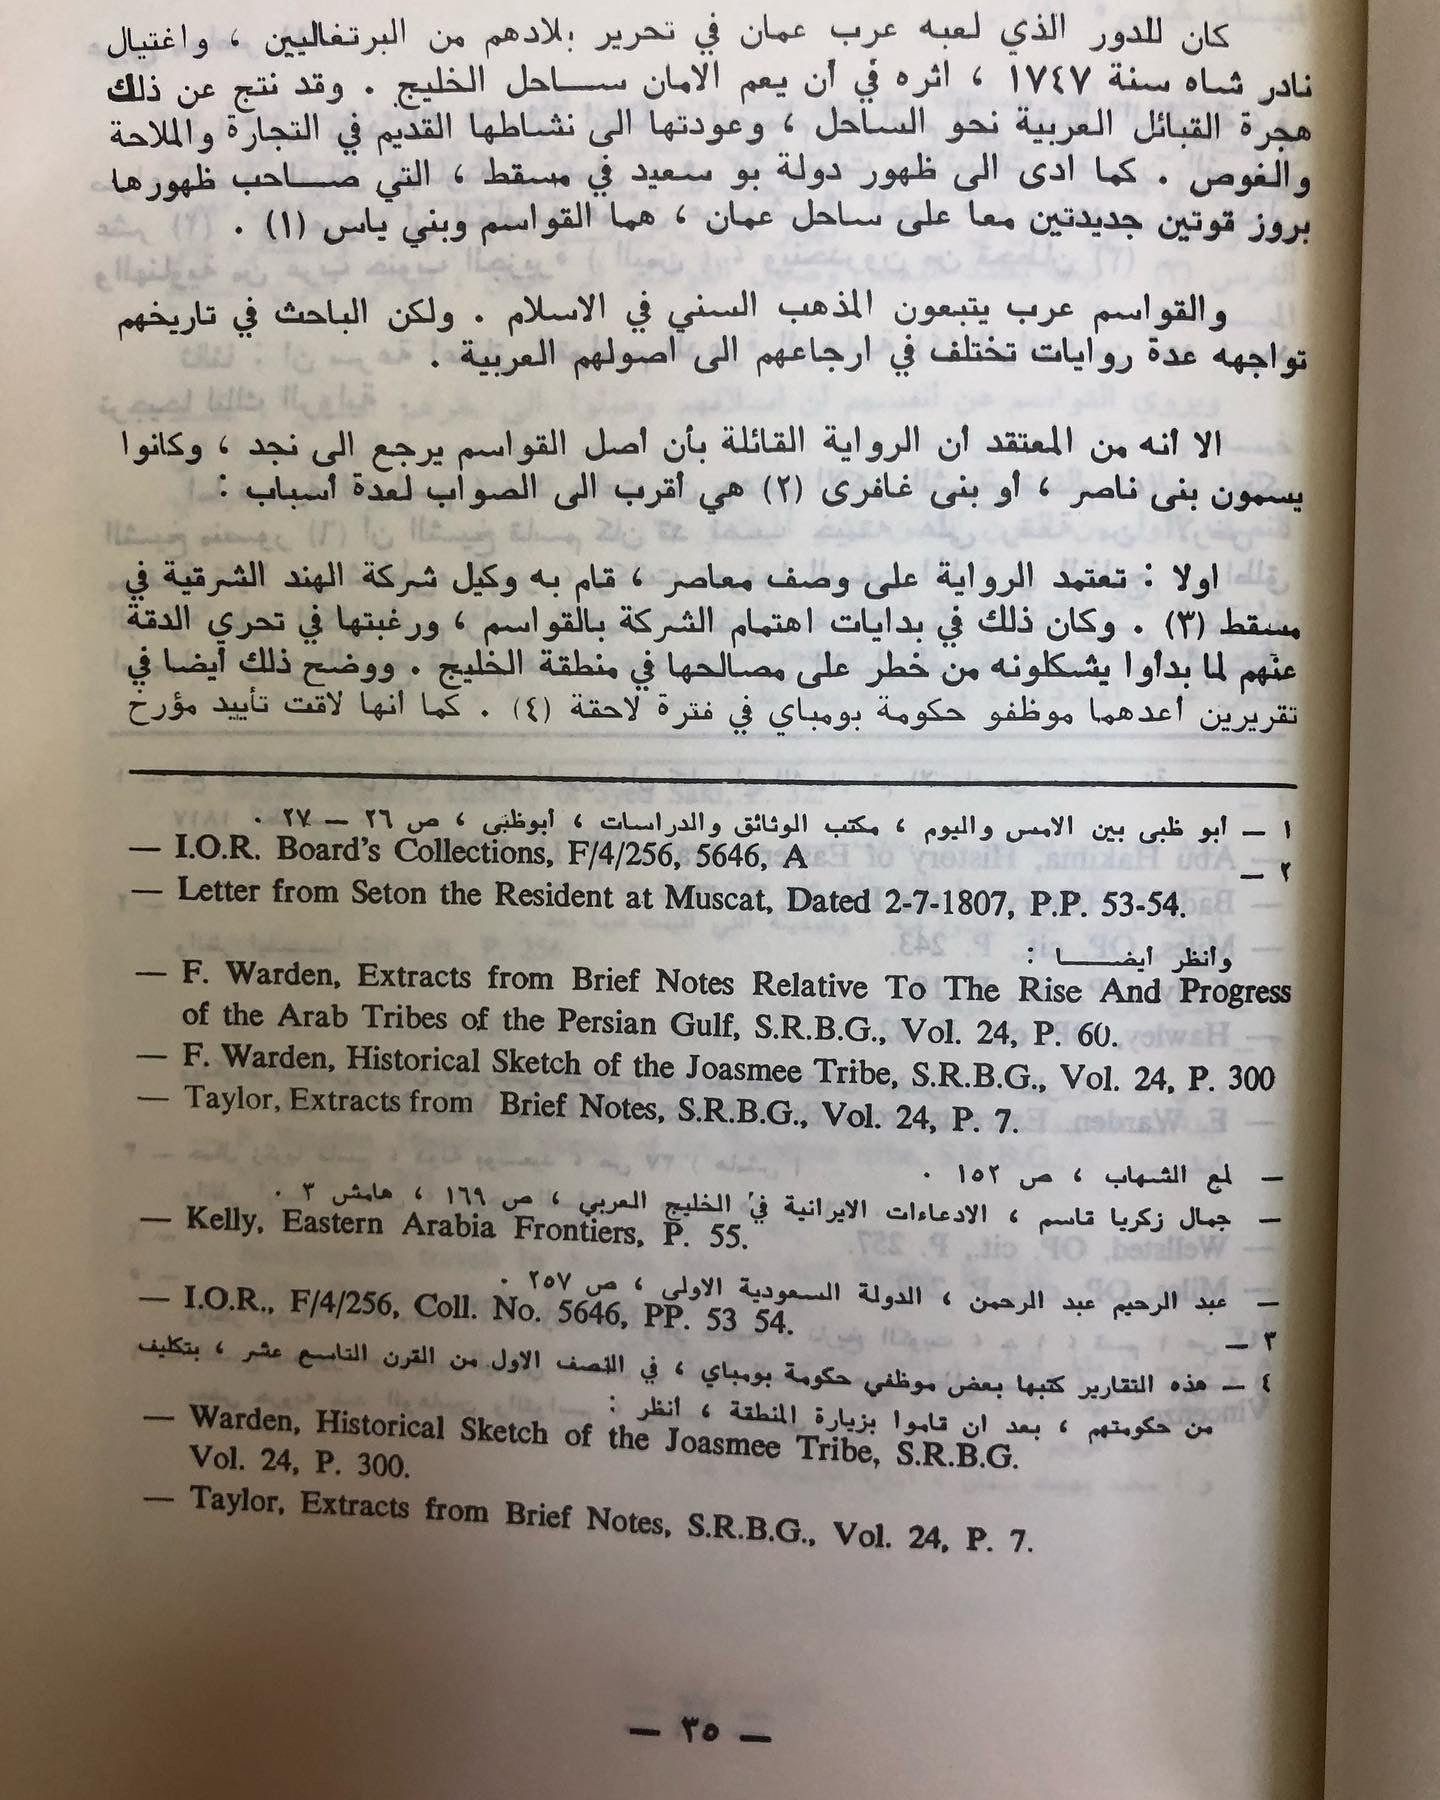 كان للدور الذي لعبه عرب عمان في تحرير بلادهم من البرتغاليين ، واغتيال
نادر شاه سنة ١٧٤٧ ، اثره في أن يعم الامان ساحل الخليج . وقد نتج عن ذلك
هجرة القبائل العربية نحو الساحل ، وعودتها الى نشاطها القديم في التجارة والملاحة
والغوص . كما ادى الى ظهور دولة بو سعيد في مسقط ، التي صاحب ظهورها
بروز قوتين جديدتين معا على ساحل عمان ، هما القواسم وبني ياس (١) .
والقواسم عرب يتبعون المذهب السني في الاسلام . ولكن الباحث في تاريخهم
تواجهه عدة روايات تختلف في ارجاعهم الى اصولهم العربية .
الا أنه من المعتقد أن الرواية القائلة بأن أصل القواسم يرجع الى نجد ، وكانوا
يسمون بنى ناصر ، أو بنى غافرى (٢) هي أقرب الى الصواب لعدة أسباب :
اولا : تعتمد الرواية على وصف معاصر ، قام به وكيل شركة الهند الشرقية في
مسقط (٣) . وكان ذلك في بدايات اهتمام الشركة بالقواسم ، ورغبتها في تحري الدقة
عنهم لما بدأوا يشكلونه من خطر على مصالحها في منطقة الخليج . ووضح ذلك أيضا في
تقريرين أعدهما موظفو حكومة بومباي في فترة لاحقة (٤) . كما أنها لاقت تأييد مؤرخ
١ — أبو ظبى بين الامس واليوم ، مكتب الوثائق والدراسات ، أبوظبى ، ص ٢٦ — ٢٧ .
— I.O.R. Board's Collections, F/4/256, 5646, A
٢ —
— Letter from Seton the Resident at Muscat, Dated 2-7-1807, P.P. 53-54.
وأنظر أيضا :
— F. Warden, Extracts from Brief Notes Relative To The Rise And Progress
of the Arab Tribes of the Persian Gulf, S.R.B.G., Vol. 24, P. 60.
— F. Warden, Historical Sketch of the Joasmee Tribe, S.R.B.G., Vol. 24, P. 300
— Taylor, Extracts from Brief Notes, S.R.B.G., Vol. 24, P. 7.
— لمع الشهاب ، ص ١٥٢ .
— جمال زكريا قاسم ، الادعاءات الايرانية في الخليج العربي ، ص ١٦٩ ، هامش ٣ .
— Kelly, Eastern Arabia Frontiers, P. 55.
— عبد الرحيم عبد الرحمن ، الدولة السعودية الاولى ، ص ٢٥٧ .
— I.O.R., F/4/256, Coll. No. 5646, PP. 53 54.
٣ —
٤ — هذه التقارير كتبها بعض موظفي حكومة بومباي ، في النصف الاول من القرن التاسع عشر ، بتكليف
من حكومتهم ، بعد ان قاموا بزيارة المنطقة ، أنظر :
— Warden, Historical Sketch of the Joasmee Tribe, S.R.B.G.
Vol. 24, P. 300.
— Taylor, Extracts from Brief Notes, S.R.B.G., Vol. 24, P. 7.
— ٣٥ —